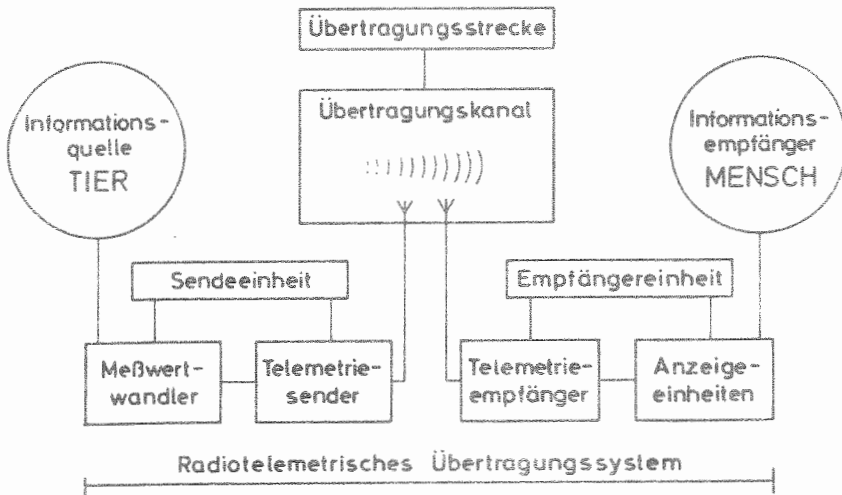 Übertragungsstrecke
Übertragungskanal
Informations-
quelle
TIER
Informations-
empfänger
MENSCH
Sendeeinheit
Empfängereinheit
Meßwert-
wandler
Telemetrie-
sender
Telemetrie-
empfänger
Anzeige-
einheiten
Radiotelemetrisches Übertragungssystem